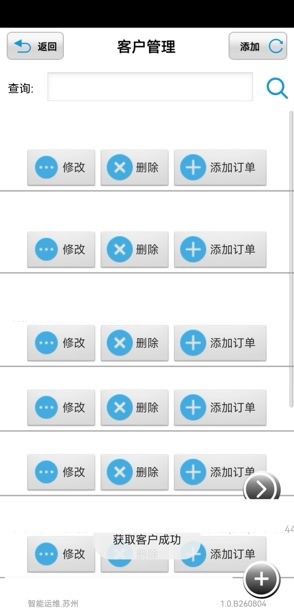 返回 客户管理 添加
查询:
修改 删除 添加订单
修改 删除 添加订单
修改 删除 添加订单
修改 删除 添加订单
修改 删除 添加订单
获取客户成功
修改 删除 添加订单
智能运维.苏州 1.0.B260804